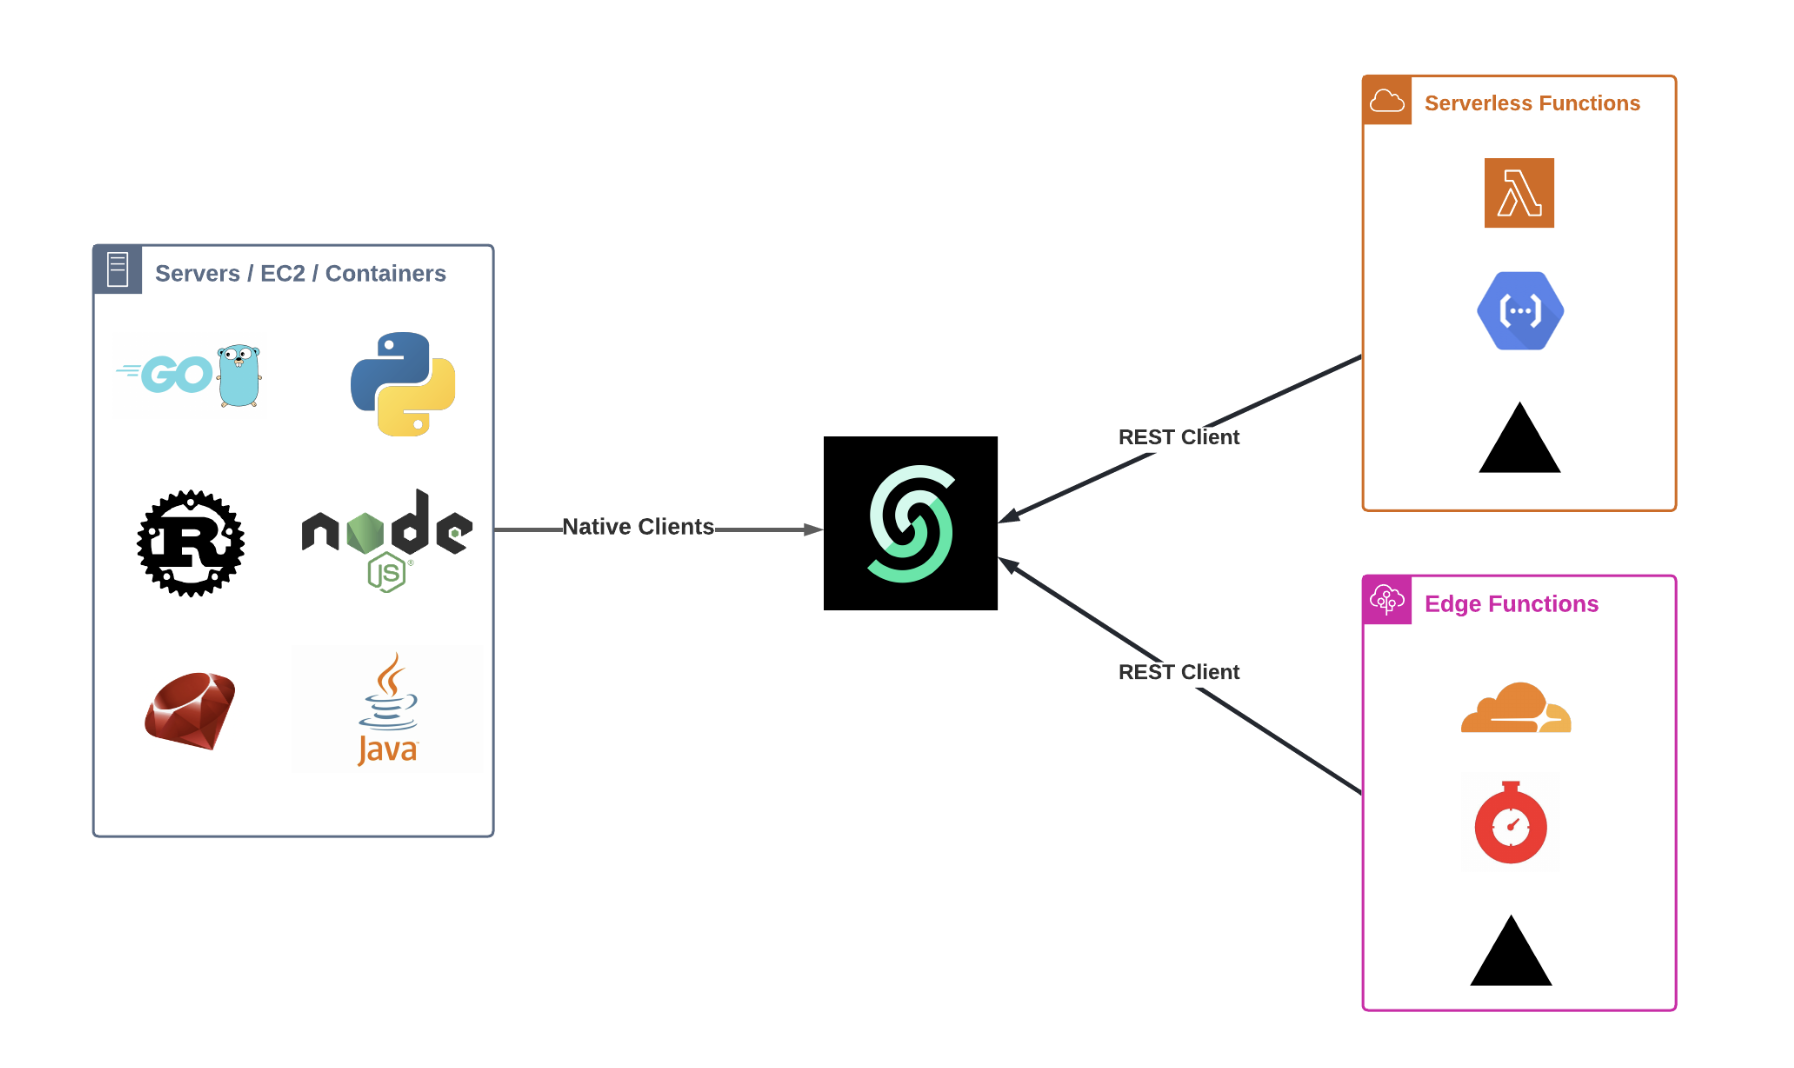 Servers / EC2 / Containers
GO
node
JS
Java
Native Clients
REST Client
REST Client
Serverless Functions
Edge Functions